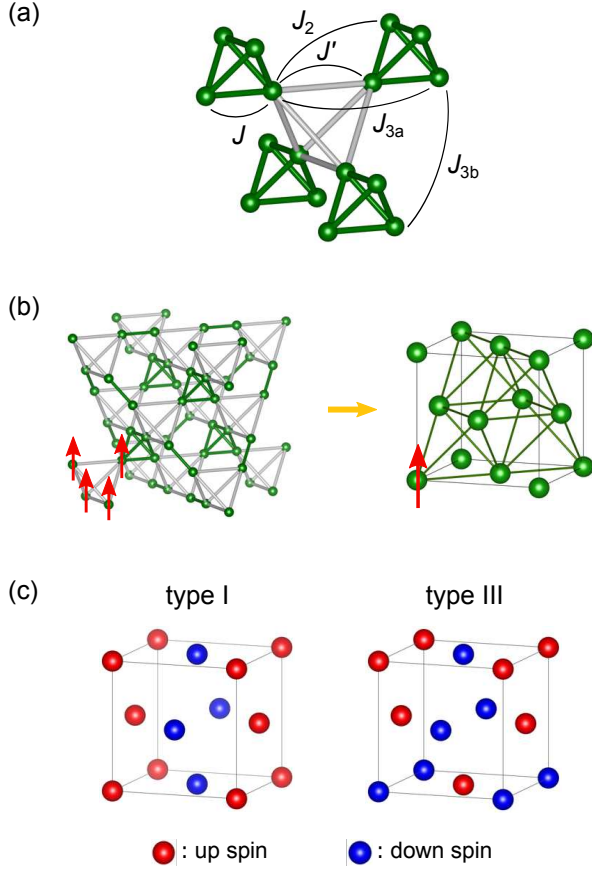 (a)
J2
J'
J
J3a
J3b
(b)
(c)
type I
type III
: up spin
: down spin